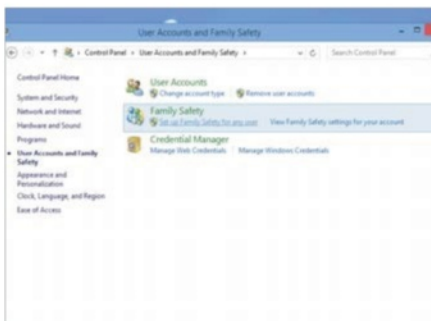 User Accounts and Family Safety
Control Panel > User Accounts and Family Safety >
Search Control Panel
Control Panel Home
System and Security
Network and Internet
Hardware and Sound
Programs
User Accounts and Family
Safety
Appearance and
Personalization
Clock, Language, and Region
Ease of Access
User Accounts
Change account type
Remove user accounts
Family Safety
Set up Family Safety for any user
View Family Safety settings for your account
Credential Manager
Manage Web Credentials
Manage Windows Credentials